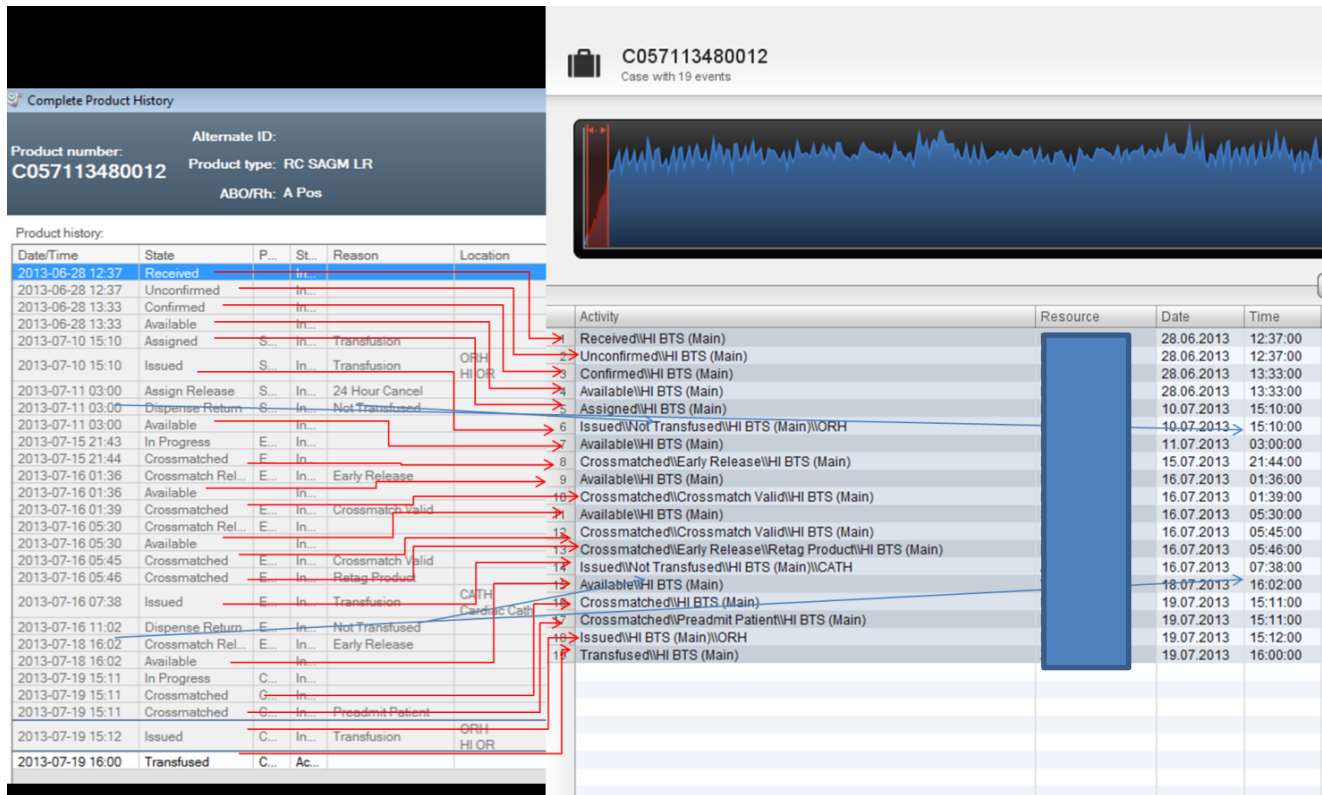 C057113480012
Case with 19 events
Complete Product History
Alternate ID:
Product number:
C057113480012
Product type: RC SAGM LR
ABO/Rh: A Pos
Product history:
Date/Time State P... St... Reason Location
2013-06-28 12:37 Received In...
2013-06-28 12:37 Unconfirmed In...
2013-06-28 13:33 Confirmed In...
2013-06-28 13:33 Available In...
2013-07-10 15:10 Assigned S... In... Transfusion
2013-07-10 15:10 Issued S... In... Transfusion ORH
HI OR
2013-07-11 03:00 Assign Release S... In... 24 Hour Cancel
2013-07-11 03:00 Dispense Return S... In... Not Transfused
2013-07-11 03:00 Available In...
2013-07-15 21:43 In Progress E... In...
2013-07-15 21:44 Crossmatched E... In...
2013-07-16 01:36 Crossmatch Rel... E... In... Early Release
2013-07-16 01:36 Available In...
2013-07-16 01:39 Crossmatched E... In... Crossmatch Valid
2013-07-16 05:30 Crossmatch Rel... E... In...
2013-07-16 05:30 Available In...
2013-07-16 05:45 Crossmatched E... In... Crossmatch Valid
2013-07-16 05:46 Crossmatched E... In... Retag Product
2013-07-16 07:38 Issued E... In... Transfusion CATH
Cardiac Cath
2013-07-16 11:02 Dispense Return E... In... Not Transfused
2013-07-18 16:02 Crossmatch Rel... E... In... Early Release
2013-07-18 16:02 Available In...
2013-07-19 15:11 In Progress C... In...
2013-07-19 15:11 Crossmatched C... In...
2013-07-19 15:11 Crossmatched C... In... Preadmit Patient
2013-07-19 15:12 Issued C... In... Transfusion ORH
HI OR
2013-07-19 16:00 Transfused C... Ac...
Activity Resource Date Time
1 Received\\HI BTS (Main) 28.06.2013 12:37:00
2 Unconfirmed\\HI BTS (Main) 28.06.2013 12:37:00
3 Confirmed\\HI BTS (Main) 28.06.2013 13:33:00
4 Available\\HI BTS (Main) 28.06.2013 13:33:00
5 Assigned\\HI BTS (Main) 10.07.2013 15:10:00
6 Issued\\Not Transfused\\HI BTS (Main)\\ORH 10.07.2013 15:10:00
7 Available\\HI BTS (Main) 11.07.2013 03:00:00
8 Crossmatched\\Early Release\\HI BTS (Main) 15.07.2013 21:44:00
9 Available\\HI BTS (Main) 16.07.2013 01:36:00
10 Crossmatched\\Crossmatch Valid\\HI BTS (Main) 16.07.2013 01:39:00
11 Available\\HI BTS (Main) 16.07.2013 05:30:00
12 Crossmatched\\Crossmatch Valid\\HI BTS (Main) 16.07.2013 05:45:00
13 Crossmatched\\Early Release\\Retag Product\\HI BTS (Main) 16.07.2013 05:46:00
14 Issued\\Not Transfused\\HI BTS (Main)\\CATH 16.07.2013 07:38:00
15 Available\\HI BTS (Main) 18.07.2013 16:02:00
16 Crossmatched\\HI BTS (Main) 19.07.2013 15:11:00
17 Crossmatched\\Preadmit Patient\\HI BTS (Main) 19.07.2013 15:11:00
18 Issued\\HI BTS (Main)\\ORH 19.07.2013 15:12:00
19 Transfused\\HI BTS (Main) 19.07.2013 16:00:00